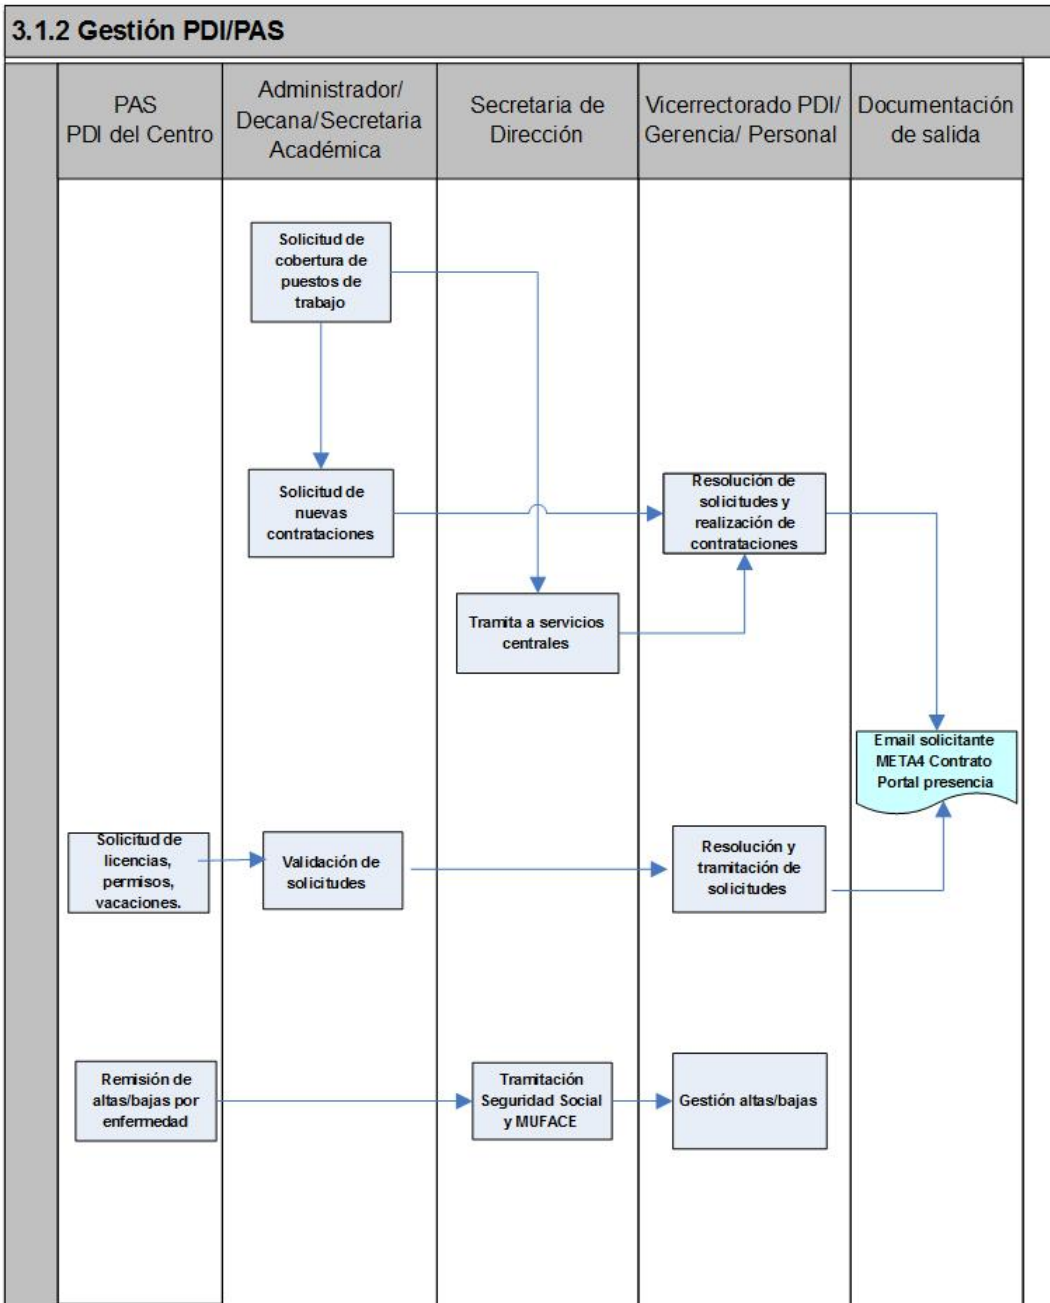 3.1.2 Gestión PDI/PAS
PAS
PDI del Centro
Administrador/
Decana/Secretaria
Académica
Secretaria de
Dirección
Vicerrectorado PDI/
Gerencia/ Personal
Documentación
de salida
Solicitud de
cobertura de
puestos de
trabajo
Solicitud de
nuevas
contrataciones
Resolución de
solicitudes y
realización de
contrataciones
Tramita a servicios
centrales
Email solicitante
META4 Contrato
Portal presencia
Solicitud de
licencias,
permisos,
vacaciones.
Validación de
solicitudes
Resolución y
tramitación de
solicitudes
Remisión de
altas/bajas por
enfermedad
Tramitación
Seguridad Social
y MUFACE
Gestión altas/bajas